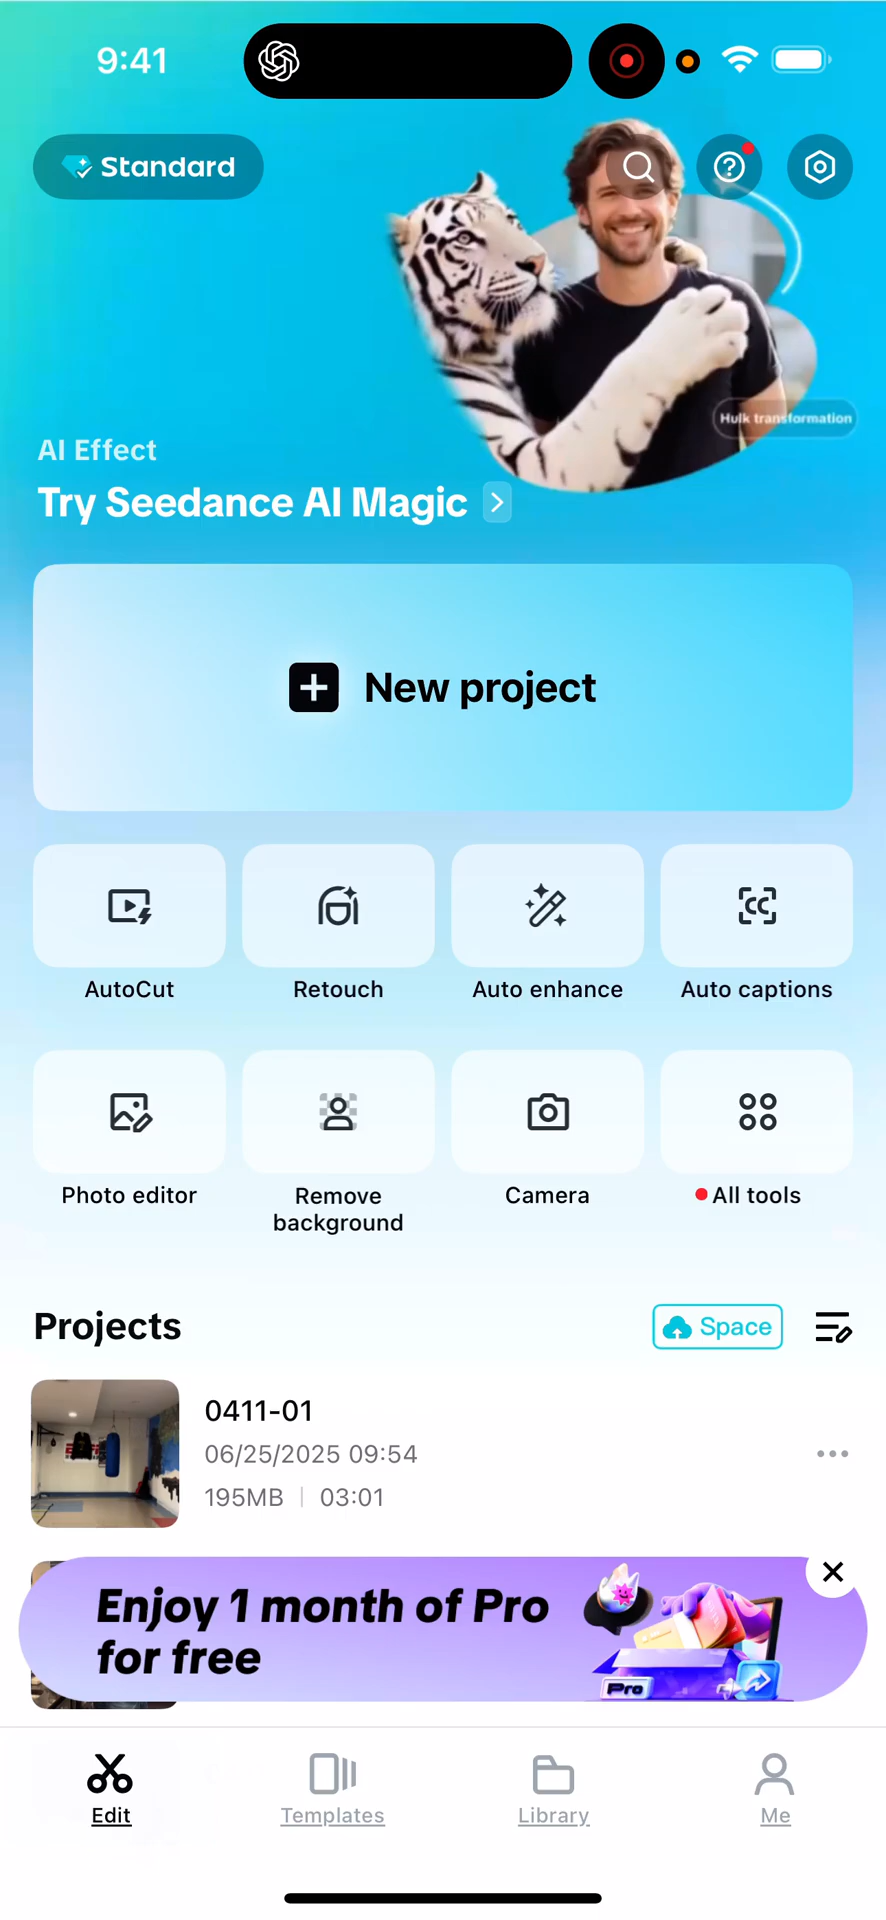 9:41
Standard
Hulk transformation
AI Effect
Try Seedance AI Magic
New project
AutoCut
Retouch
Auto enhance
Auto captions
Photo editor
Remove
background
Camera
All tools
Projects
Space
0411-01
06/25/2025 09:54
195MB | 03:01
Enjoy 1 month of Pro
for free
Pro
Edit
Templates
Library
Me